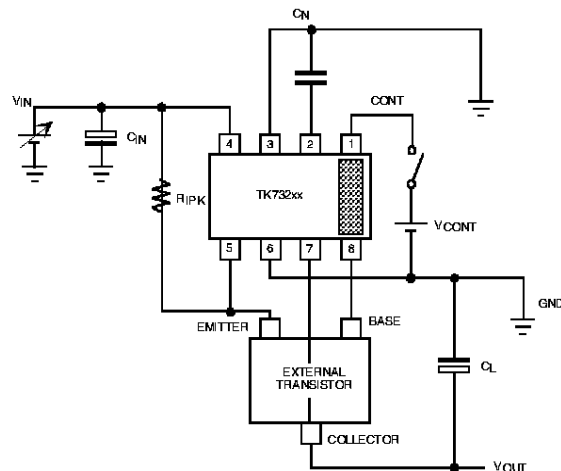 CN
VIN
CIN
CONT
4 3 2 1
RIPK
TK732xx
VCONT
5 6 7 8
GND
EMITTER
BASE
EXTERNAL
TRANSISTOR
CL
COLLECTOR
VOUT